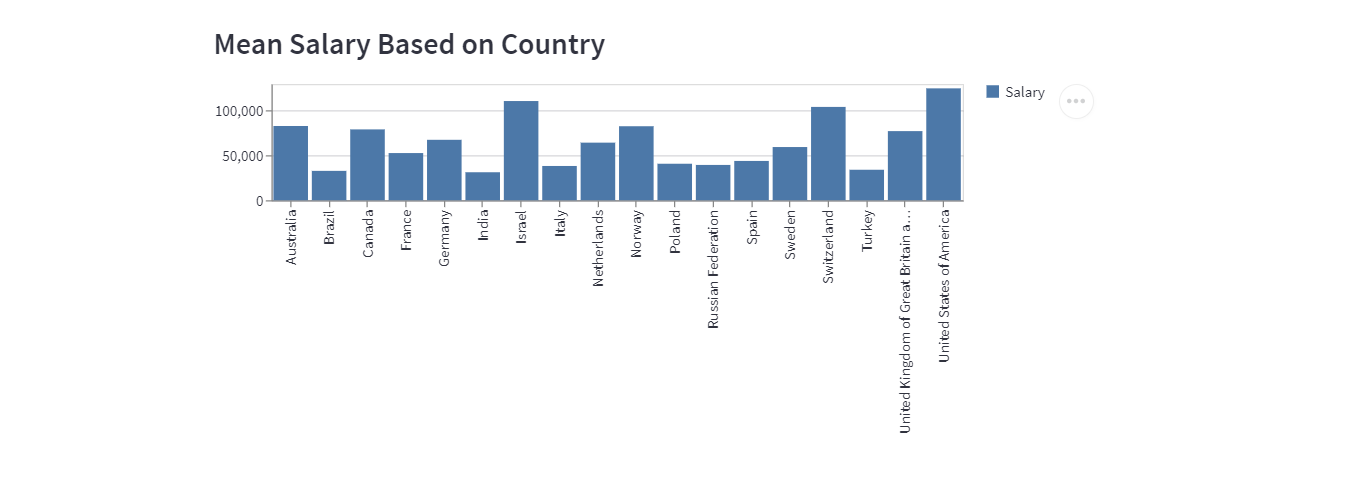 Mean Salary Based on Country
Salary
100,000
50,000
0
Australia
Brazil
Canada
France
Germany
India
Israel
Italy
Netherlands
Norway
Poland
Russian Federation
Spain
Sweden
Switzerland
Turkey
United Kingdom of Great Britain a…
United States of America